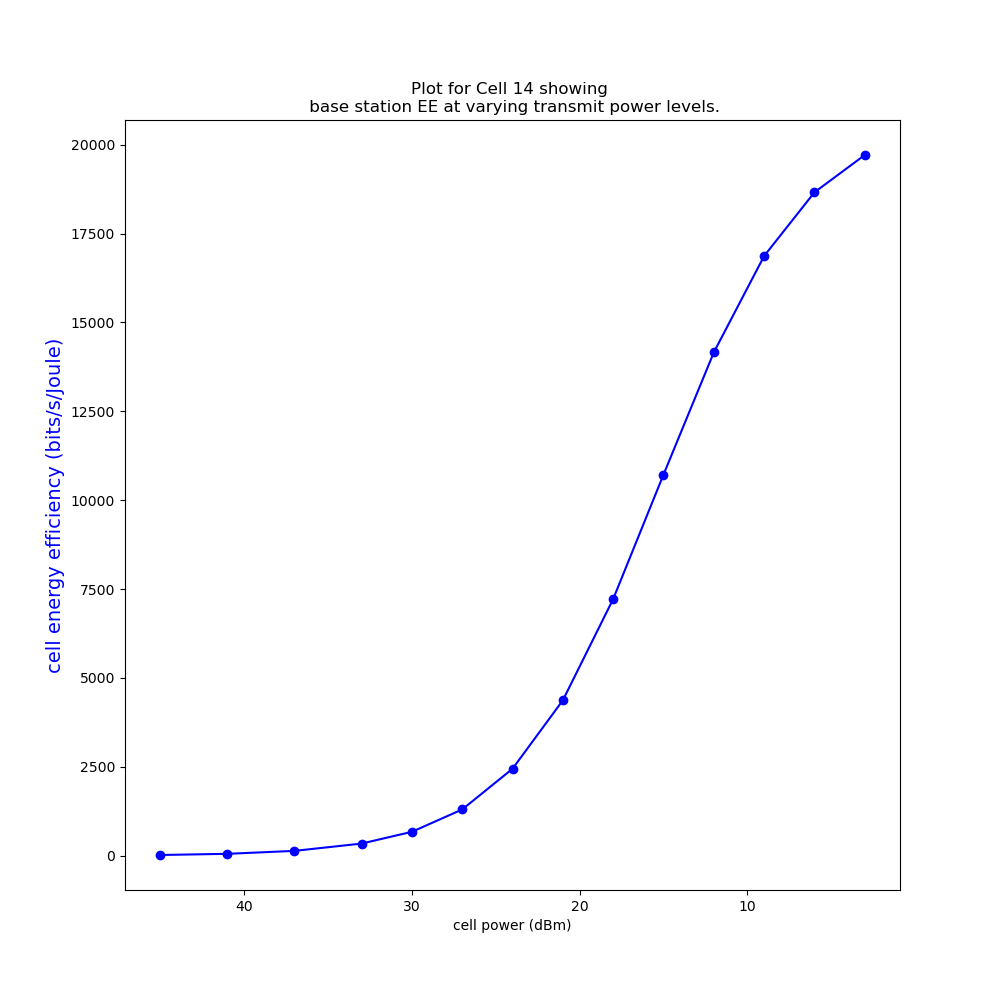 Plot for Cell 14 showing
base station EE at varying transmit power levels.
20000
17500
15000
12500
10000
7500
5000
2500
0
cell energy efficiency (bits/s/Joule)
40 30 20 10
cell power (dBm)